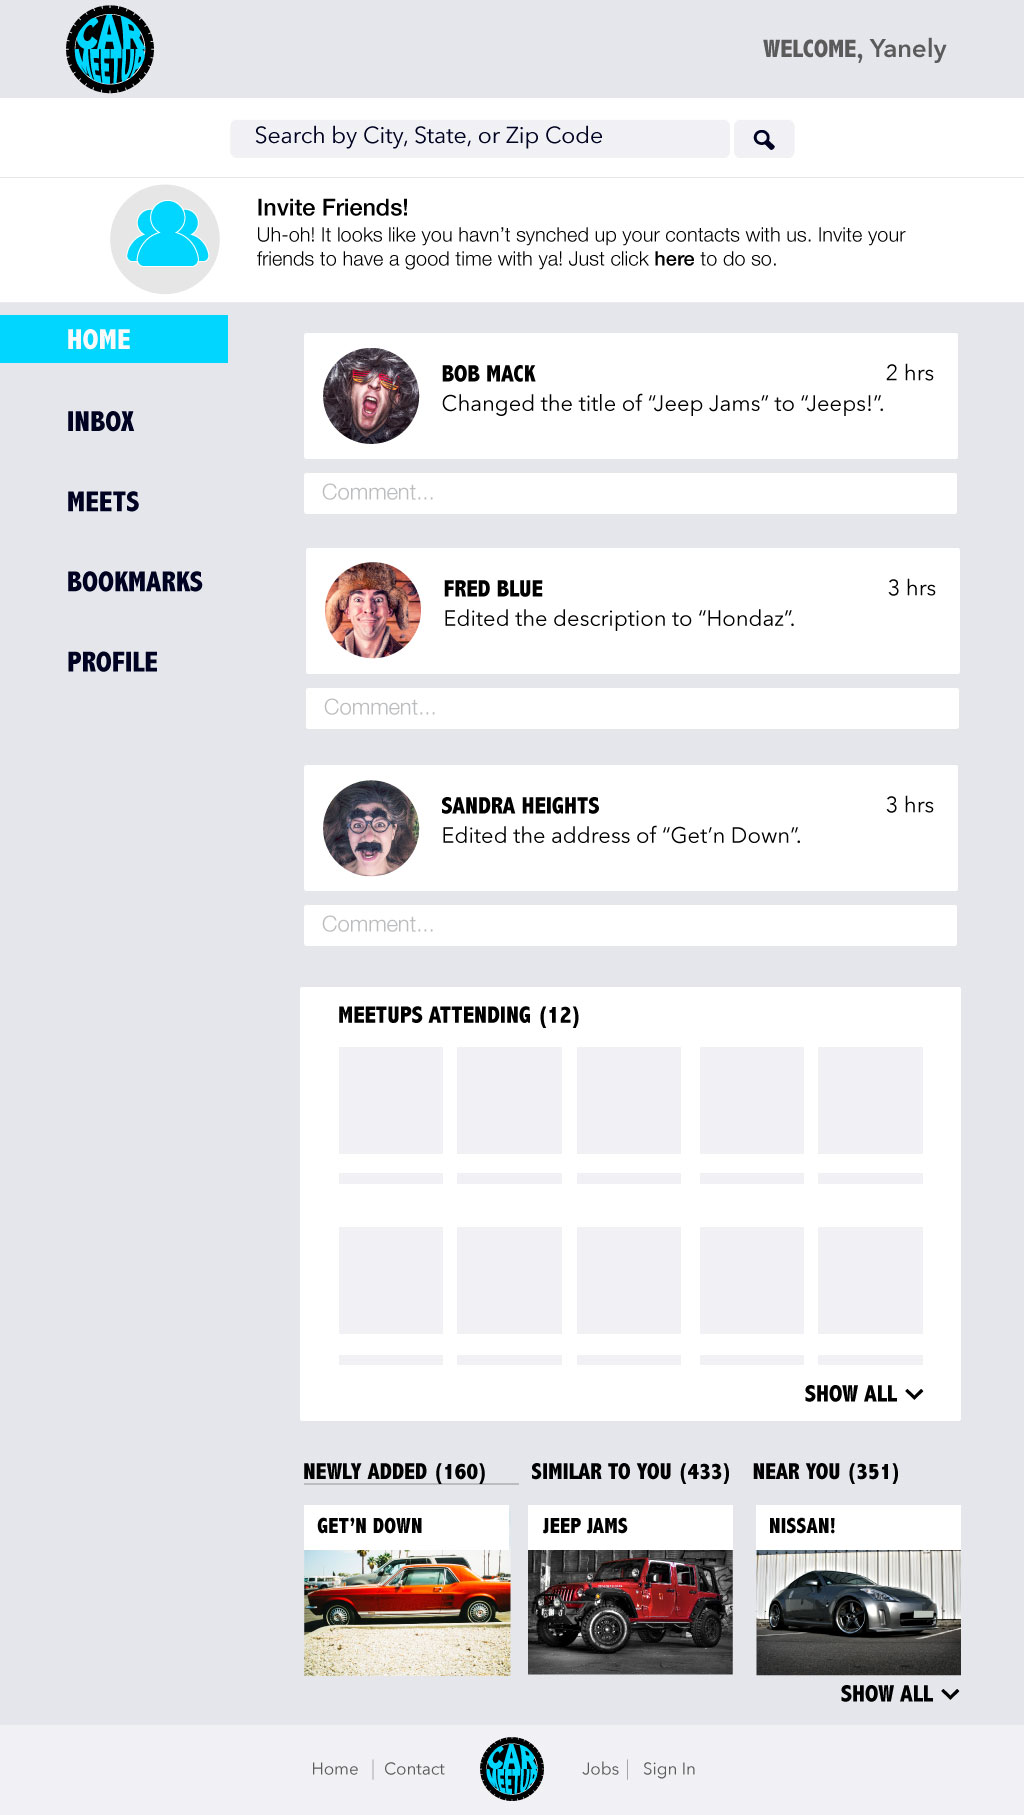 CAR
MEETUP
WELCOME, Yanely
Search by City, State, or Zip Code
Invite Friends!
Uh-oh! It looks like you havn’t synched up your contacts with us. Invite your
friends to have a good time with ya! Just click here to do so.
HOME
INBOX
MEETS
BOOKMARKS
PROFILE
BOB MACK
2 hrs
Changed the title of “Jeep Jams” to “Jeeps!”.
Comment...
FRED BLUE
3 hrs
Edited the description to “Hondaz”.
Comment...
SANDRA HEIGHTS
3 hrs
Edited the address of “Get’n Down”.
Comment...
MEETUPS ATTENDING (12)
SHOW ALL
NEWLY ADDED (160)
SIMILAR TO YOU (433)
NEAR YOU (351)
GET’N DOWN
JEEP JAMS
NISSAN!
SHOW ALL
Home | Contact
CAR
MEETUP
Jobs | Sign In